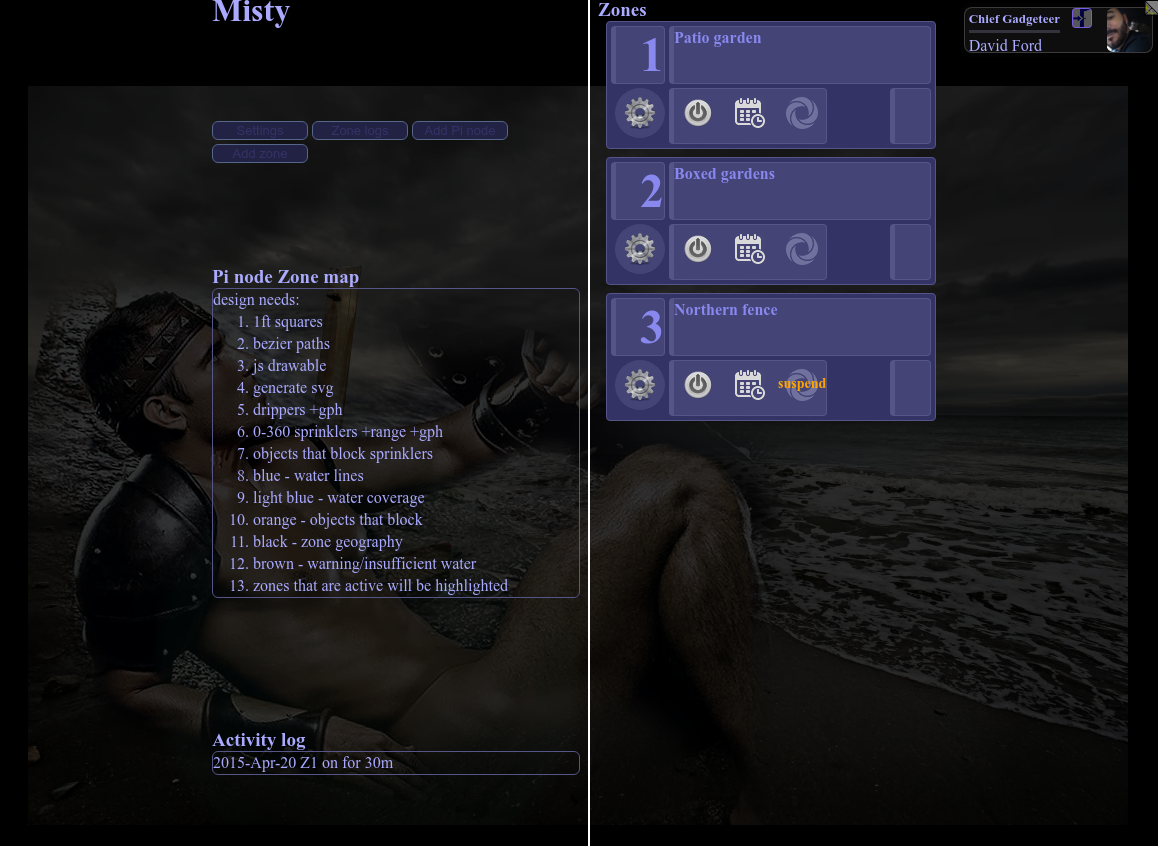 Misty
Settings
Zone logs
Add Pi node
Add zone
Pi node Zone map
design needs:
1. 1ft squares
2. bezier paths
3. js drawable
4. generate svg
5. drippers +gph
6. 0-360 sprinklers +range +gph
7. objects that block sprinklers
8. blue - water lines
9. light blue - water coverage
10. orange - objects that block
11. black - zone geography
12. brown - warning/insufficient water
13. zones that are active will be highlighted
Activity log
2015-Apr-20 Z1 on for 30m
Zones
1
Patio garden
2
Boxed gardens
3
Northern fence
suspend
Chief Gadgeteer
David Ford